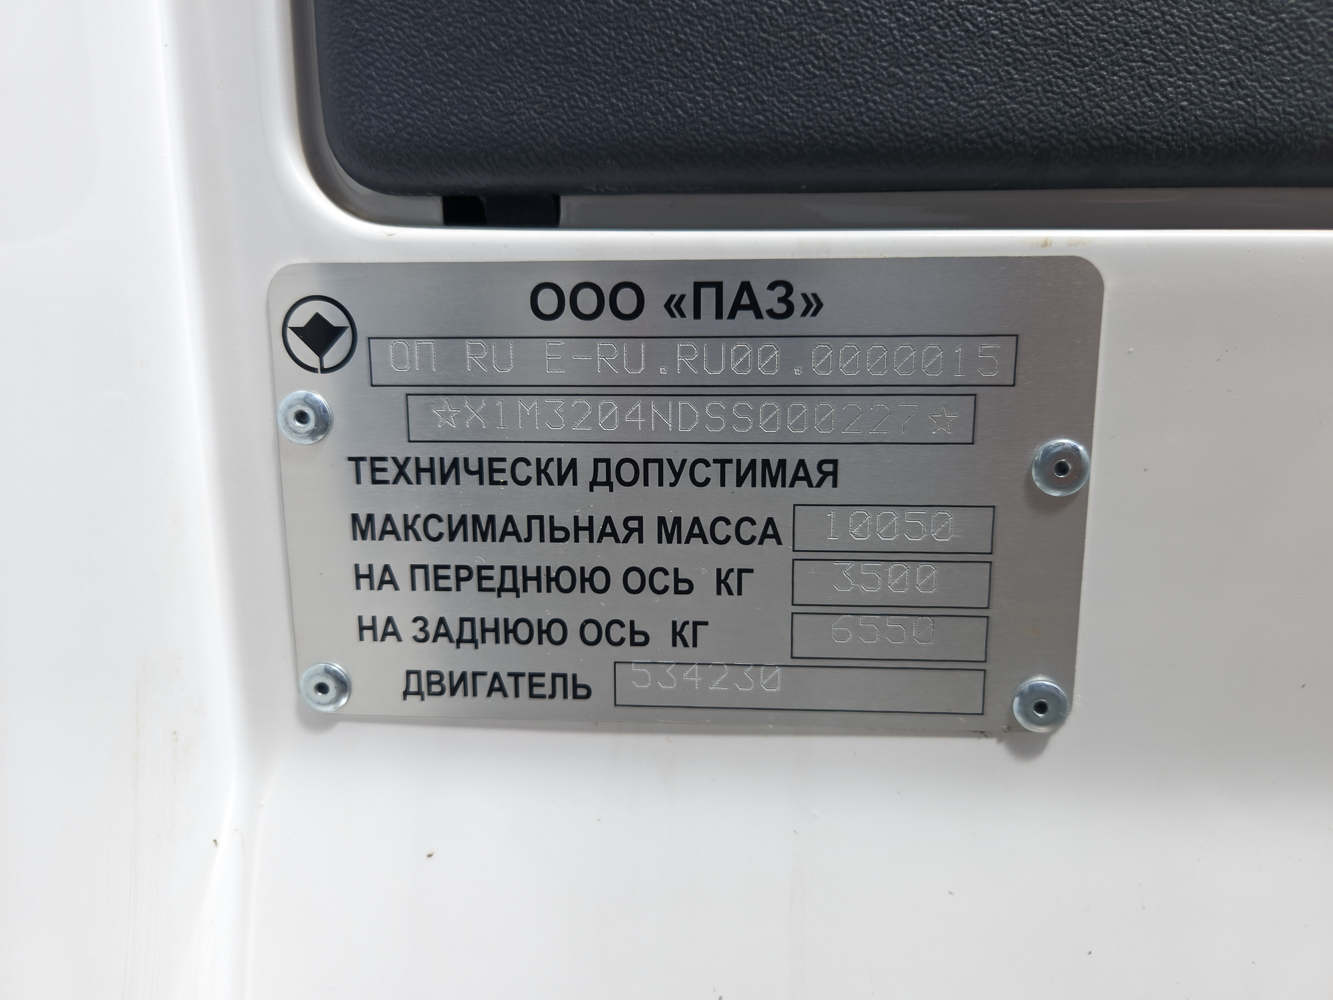 ООО «ПАЗ»
ОП RU E-RU.RU00.0000015
☆X1M3204NDSS000227☆
ТЕХНИЧЕСКИ ДОПУСТИМАЯ
МАКСИМАЛЬНАЯ МАССА 10050
НА ПЕРЕДНЮЮ ОСЬ КГ 3500
НА ЗАДНЮЮ ОСЬ КГ 6550
ДВИГАТЕЛЬ 534230